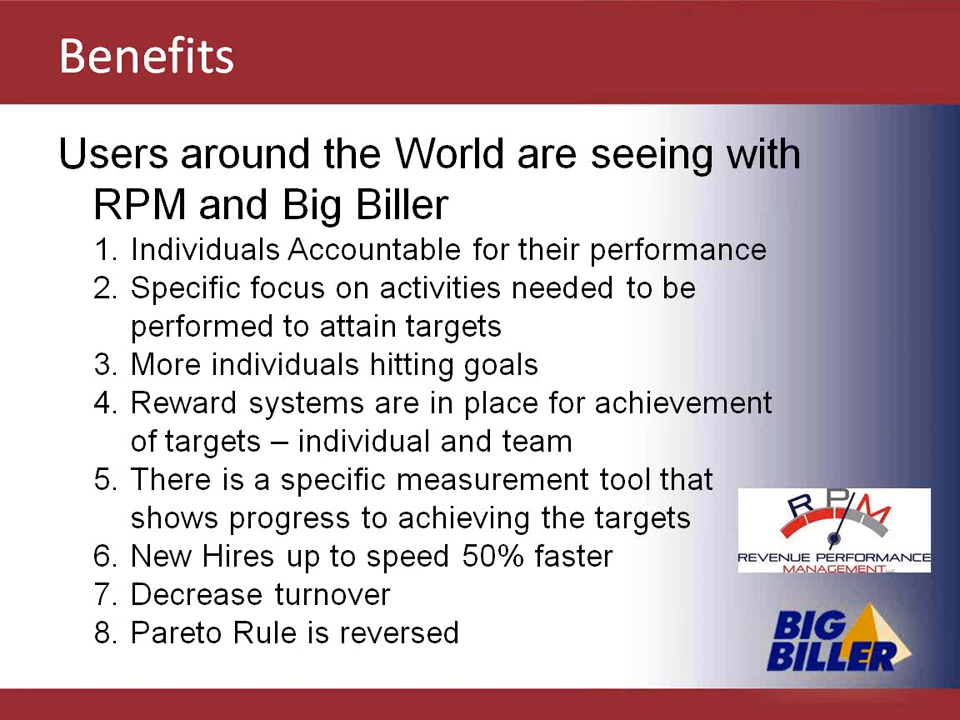 Benefits
Users around the World are seeing with
RPM and Big Biller
1. Individuals Accountable for their performance
2. Specific focus on activities needed to be
performed to attain targets
3. More individuals hitting goals
4. Reward systems are in place for achievement
of targets – individual and team
5. There is a specific measurement tool that
shows progress to achieving the targets
6. New Hires up to speed 50% faster
7. Decrease turnover
8. Pareto Rule is reversed
RPM
REVENUE PERFORMANCE
MANAGEMENT LLC
BIG
BILLER